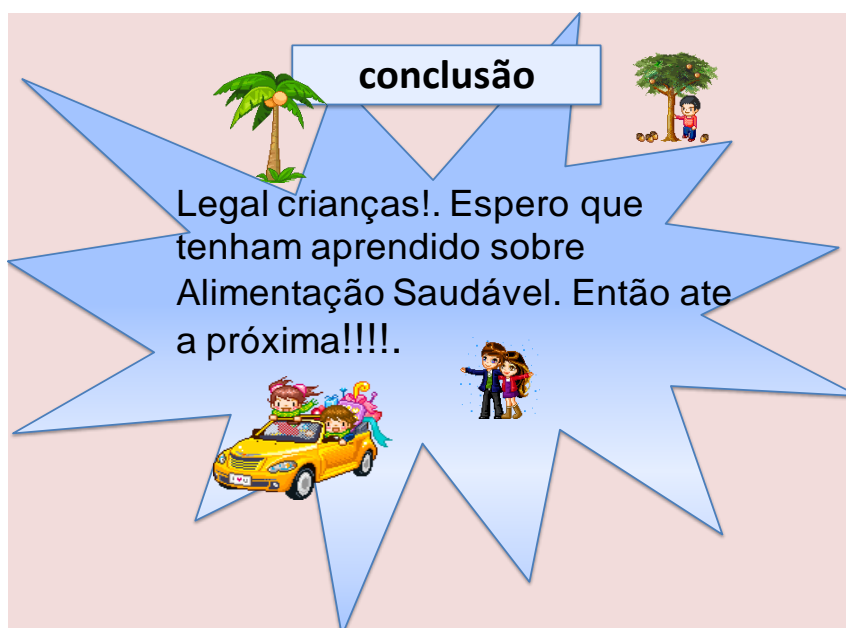 conclusão
Legal crianças!. Espero que
tenham aprendido sobre
Alimentação Saudável. Então ate
a próxima!!!!.
I ♥ U